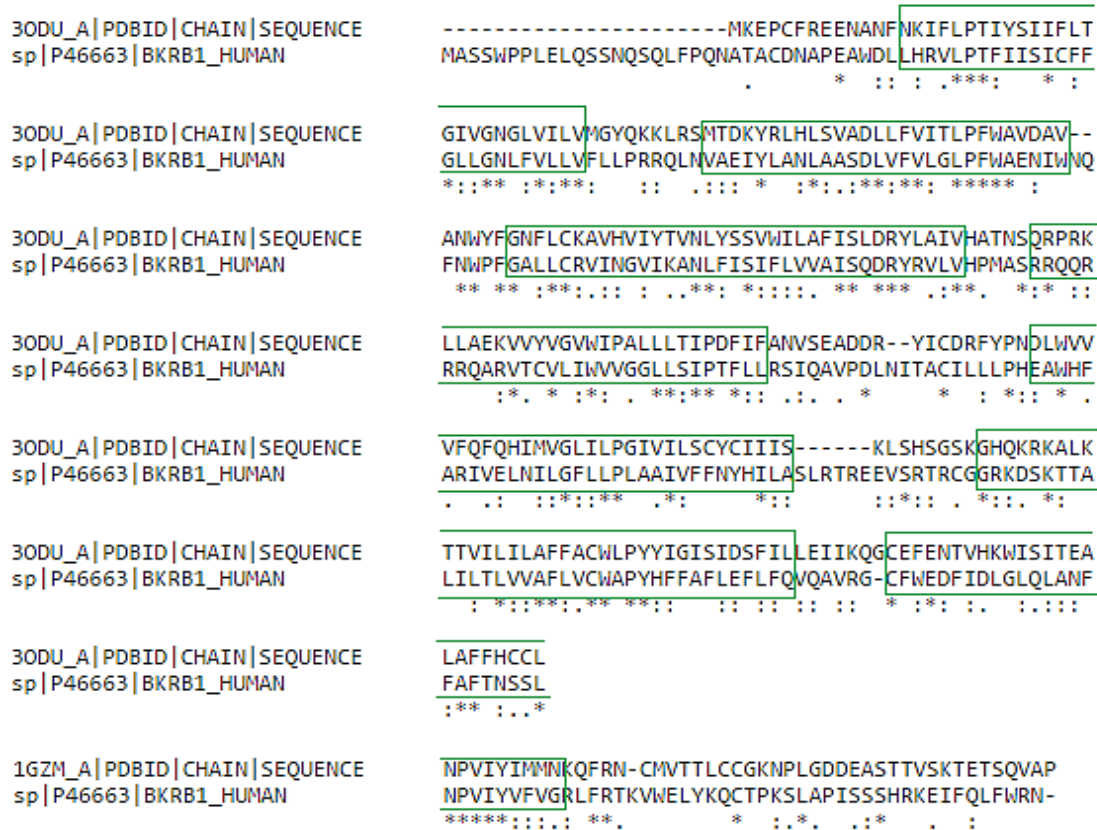 3ODU_A|PDBID|CHAIN|SEQUENCE ----------------------MKEPCFREENANFNKIFLPTIYSIIFLT
sp|P46663|BKRB1_HUMAN MASSWPPLELQSSNQSQLFPQNATACDNAPEAWDLLHRVLPTFIISICFF
. * :: : .***: * :
3ODU_A|PDBID|CHAIN|SEQUENCE GIVGNGLVILVMGYQKKLRSMTDKYRLHLSVADLLFVITLPFWAVDAV--
sp|P46663|BKRB1_HUMAN GLLGNLFVLLVFLLPRRQLNVAEIYLANLAASDLVFVLGLPFWAENIWNQ
*::** :*:**: :: .::: * :*:.:**:**: ***** :
3ODU_A|PDBID|CHAIN|SEQUENCE ANWYFGNFLCKAVHVIYTVNLYSSVWILAFISLDRYLAIVHATNSQRPRK
sp|P46663|BKRB1_HUMAN FNWPFGALLCRVINGVIKANLFISIFLVVAISQDRYRVLVHPMASRRQQR
** ** :**:.:: : ..**: *::::. ** *** .:**. *:* ::
3ODU_A|PDBID|CHAIN|SEQUENCE LLAEKVVYVGVWIPALLLTIPDFIFANVSEADDR--YICDRFYPNDLWVV
sp|P46663|BKRB1_HUMAN RRQARVTCVLIWVVGGLLSIPTFLLRSIQAVPDLNITACILLLPHEAWHF
:*. * :*: . **:** *:: .:. * * : *:: * .
3ODU_A|PDBID|CHAIN|SEQUENCE VFQFQHIMVGLILPGIVILSCYCIIIS------KLSHSGSKGHQKRKALK
sp|P46663|BKRB1_HUMAN ARIVELNILGFLLPLAAIVFFNYHILASLRTREEVSRTRCGGRKDSKTTA
. .: ::*::** .*: *:: ::*:: . *::. *:
3ODU_A|PDBID|CHAIN|SEQUENCE TTVILILAFFACWLPYYIGISIDSFILLEIIKQGCEFENTVHKWISITEA
sp|P46663|BKRB1_HUMAN LILTLVVAFLVCWAPYHFFAFLEFLFQVQAVRG-CFWEDFIDLGLQLANF
: *::**:.** **:: :: :: :: :: * :*: :. :.:::
3ODU_A|PDBID|CHAIN|SEQUENCE LAFFHCCL
sp|P46663|BKRB1_HUMAN FAFTNSSL
:** :..*
1GZM_A|PDBID|CHAIN|SEQUENCE NPVIYIMMNKQFRN-CMVTTLCCGKNPLGDDEASTTVSKTETSQVAP
sp|P46663|BKRB1_HUMAN NPVIYVFVGRLFRTKVWELYKQCTPKSLAPISSSHRKEIFQLFWRN-
*****:::.: **. * :.*. .:* . :